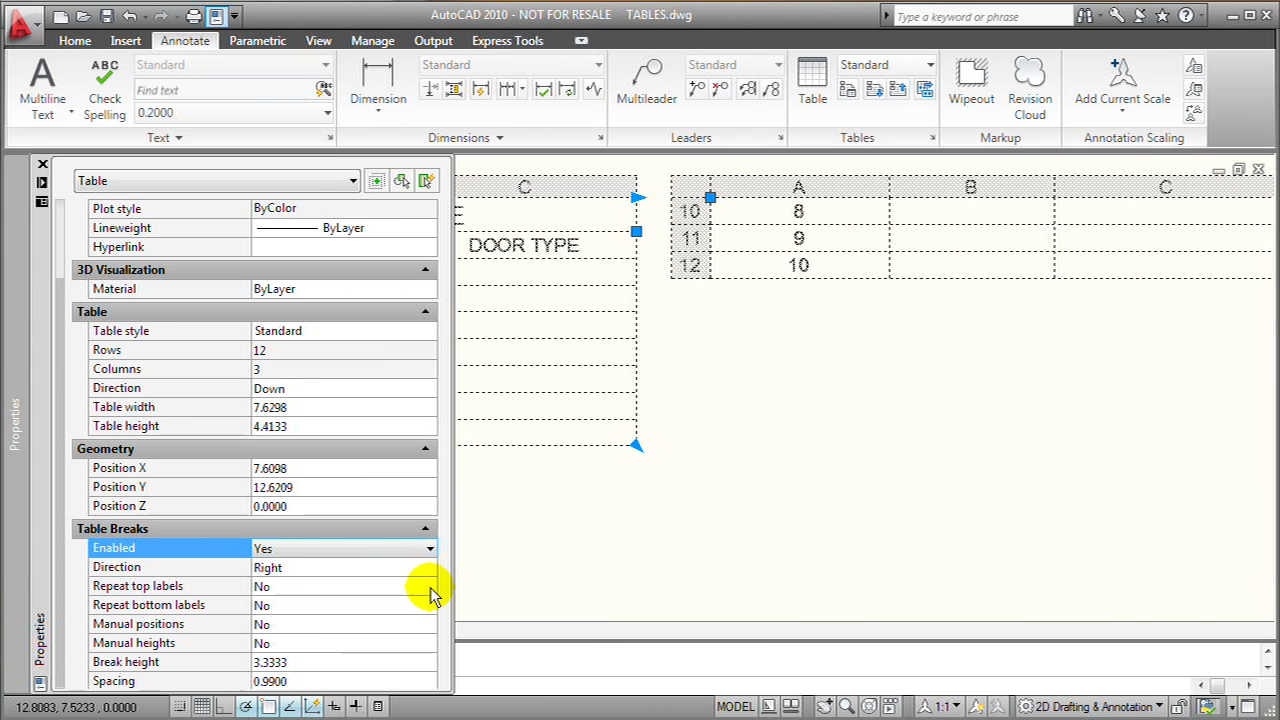 AutoCAD 2010 - NOT FOR RESALE TABLES.dwg
Type a keyword or phrase
Home Insert Annotate Parametric View Manage Output Express Tools
Multiline Text
ABC
Check Spelling
Standard
Find text
0.2000
Text
Dimension
Standard
Dimensions
Multileader
Standard
Leaders
Table
Standard
Tables
Wipeout
Revision Cloud
Markup
Add Current Scale
Annotation Scaling
Table
Plot style ByColor
Lineweight ByLayer
Hyperlink
3D Visualization
Material ByLayer
Table
Table style Standard
Rows 12
Columns 3
Direction Down
Table width 7.6298
Table height 4.4133
Geometry
Position X 7.6098
Position Y 12.6209
Position Z 0.0000
Table Breaks
Enabled Yes
Direction Right
Repeat top labels No
Repeat bottom labels No
Manual positions No
Manual heights No
Break height 3.3333
Spacing 0.9900
Properties
Properties
C
DOOR TYPE
A B C
10 8
11 9
12 10
12.8083, 7.5233, 0.0000
MODEL
1:1
2D Drafting & Annotation